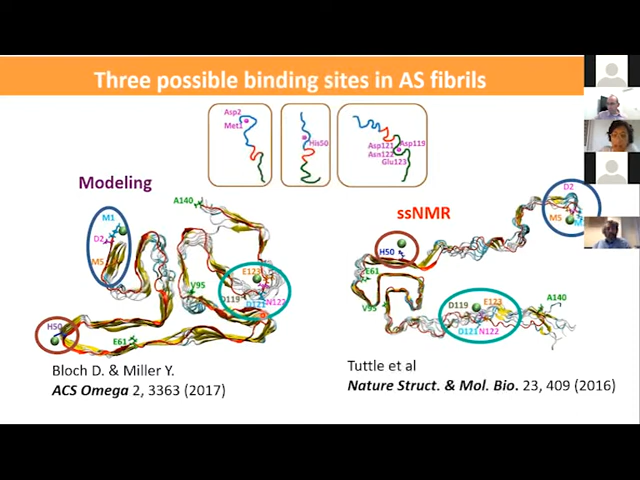 Three possible binding sites in AS fibrils
Asp2
Met1
His50
Asp121
Asp119
Asn122
Glu123
Modeling
A140
M1
D2
M5
E123
D119
N122
D121
V95
H50
E61
Bloch D. & Miller Y.
ACS Omega 2, 3363 (2017)
ssNMR
D2
M5
H50
E61
V95
D119
E123
D121
N122
A140
Tuttle et al
Nature Struct. & Mol. Bio. 23, 409 (2016)